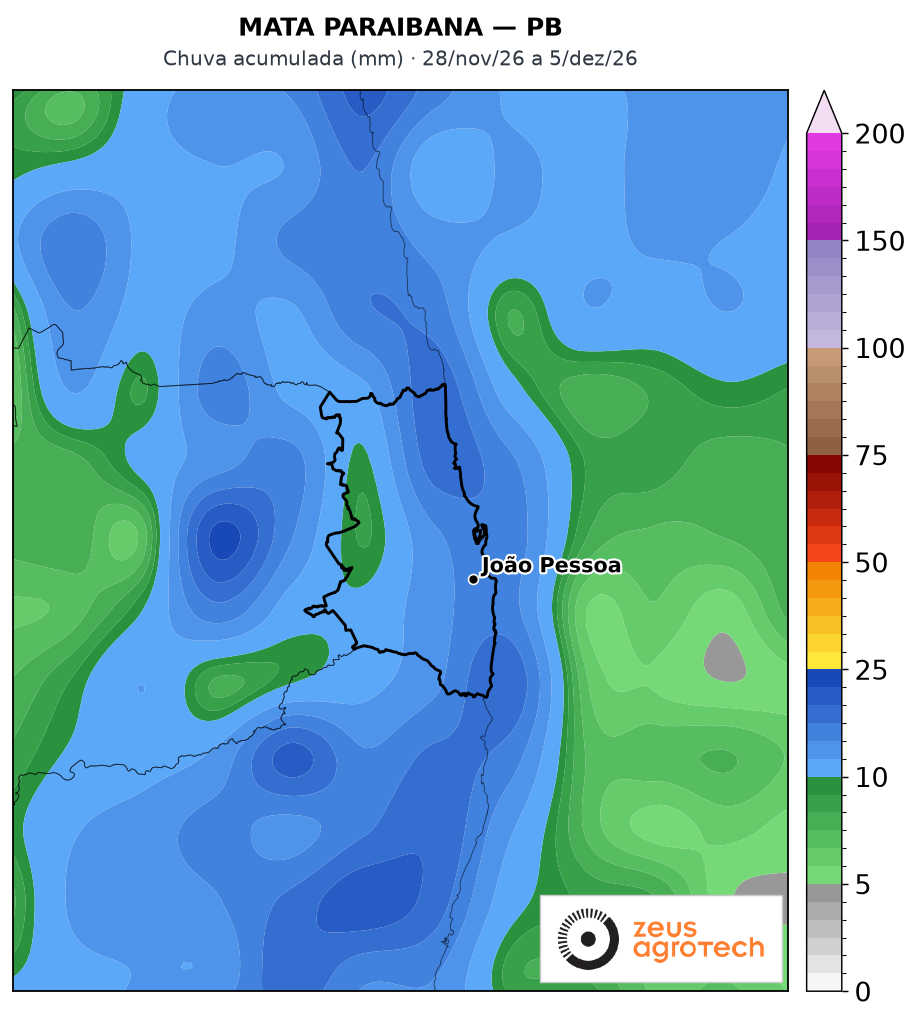 MATA PARAIBANA — PB
Chuva acumulada (mm) · 28/nov/26 a 5/dez/26
200
150
100
75
50
João Pessoa
25
10
5
zeus
agrotech
0